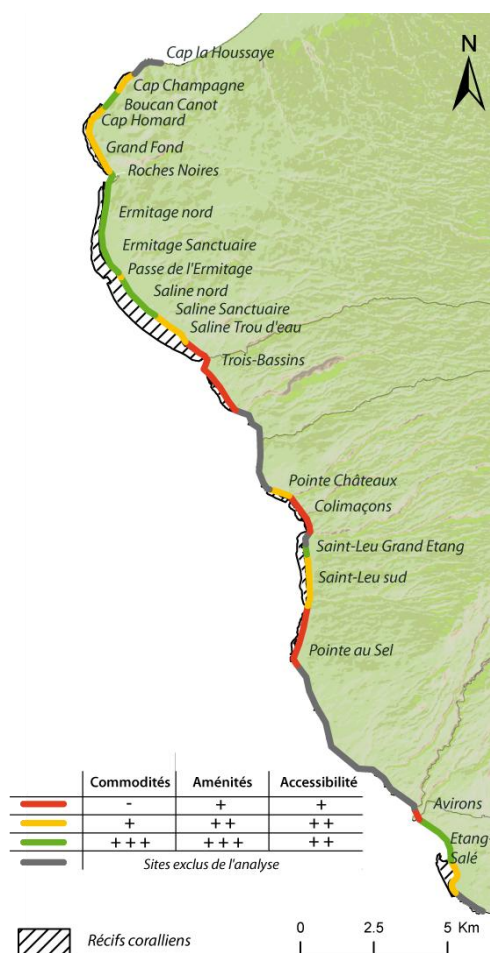 Cap la Houssaye
N
Cap Champagne
Boucan Canot
Cap Homard
Grand Fond
Roches Noires
Ermitage nord
Ermitage Sanctuaire
Passe de l'Ermitage
Saline nord
Saline Sanctuaire
Saline Trou d'eau
Trois-Bassins
Pointe Châteaux
Colimaçons
Saint-Leu Grand Etang
Saint-Leu sud
Pointe au Sel
Avirons
Etang-
Salé
Commodités Aménités Accessibilité
- + +
+ ++ ++
+++ +++ ++
Sites exclus de l'analyse
Récifs coralliens
0 2.5 5 Km